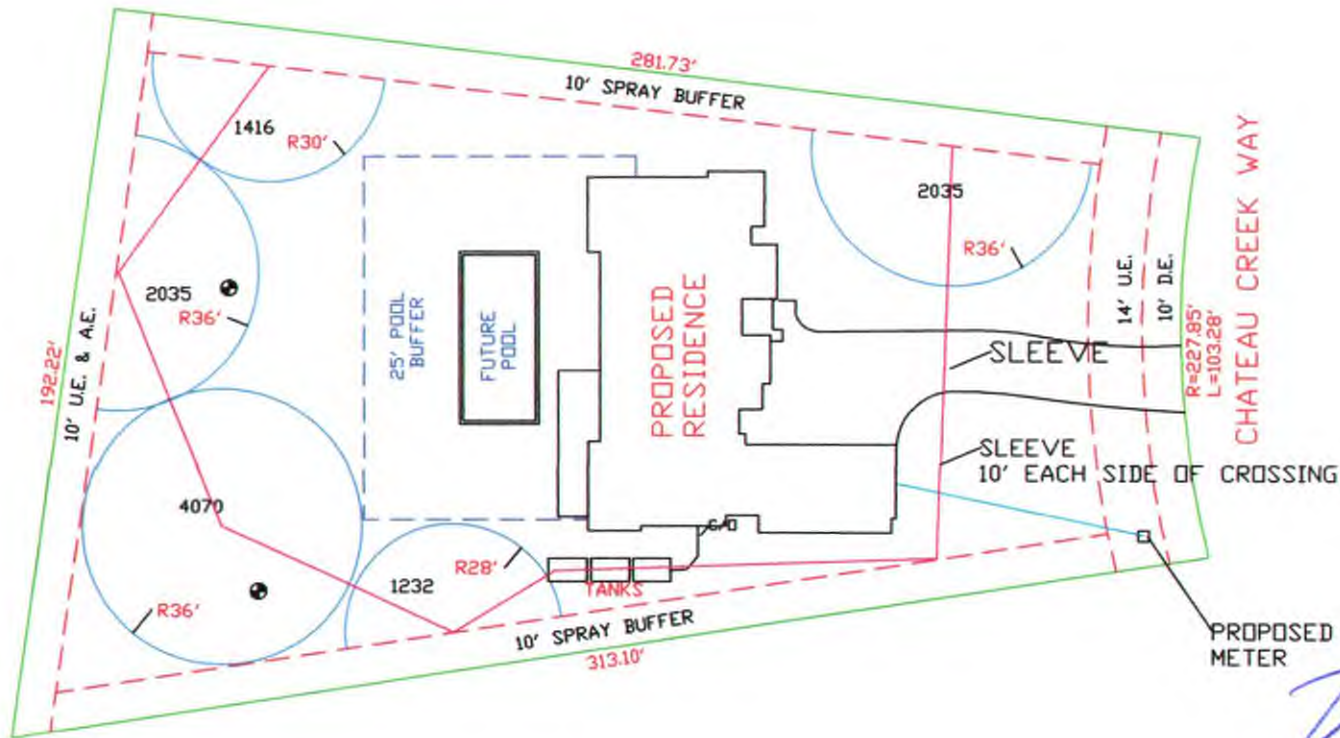 281.73'
10' SPRAY BUFFER
1416
R30'
2035
R36'
CHATEAU CREEK WAY
14' U.E.
10' D.E.
R=227.85'
L=103.28'
2035
R36'
192.22'
10' U.E. & A.E.
25' POOL
BUFFER
FUTURE
POOL
PROPOSED
RESIDENCE
SLEEVE
SLEEVE
10' EACH SIDE OF CROSSING
4070
R36'
1232
R28'
TANKS
10' SPRAY BUFFER
313.10'
PROPOSED
METER